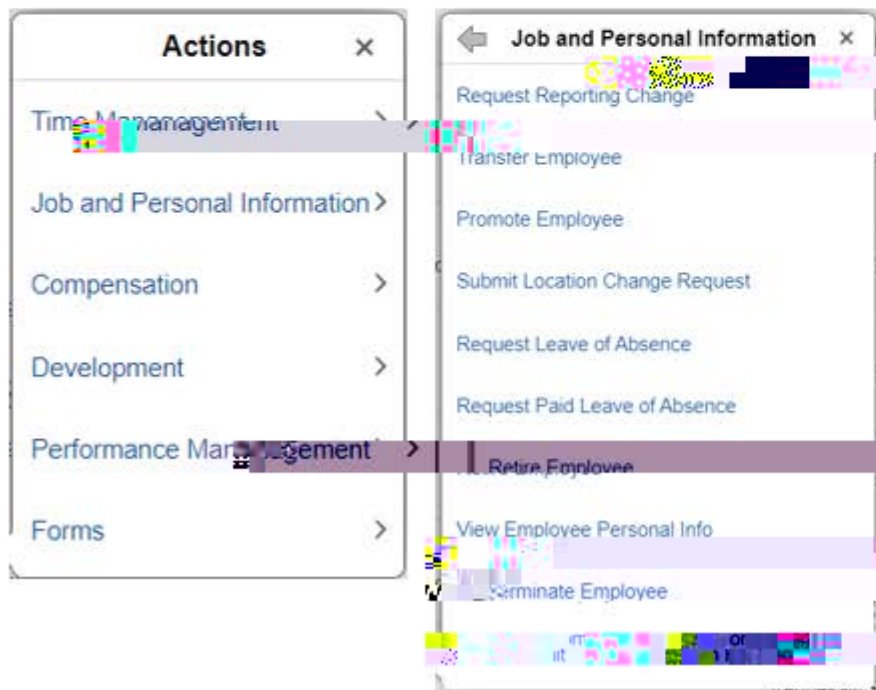 Actions ×
Time Management
Job and Personal Information
Compensation
Development
Performance Management
Forms
Job and Personal Information ×
Request Reporting Change
Transfer Employee
Promote Employee
Submit Location Change Request
Request Leave of Absence
Request Paid Leave of Absence
Retire Employee
View Employee Personal Info
Terminate Employee